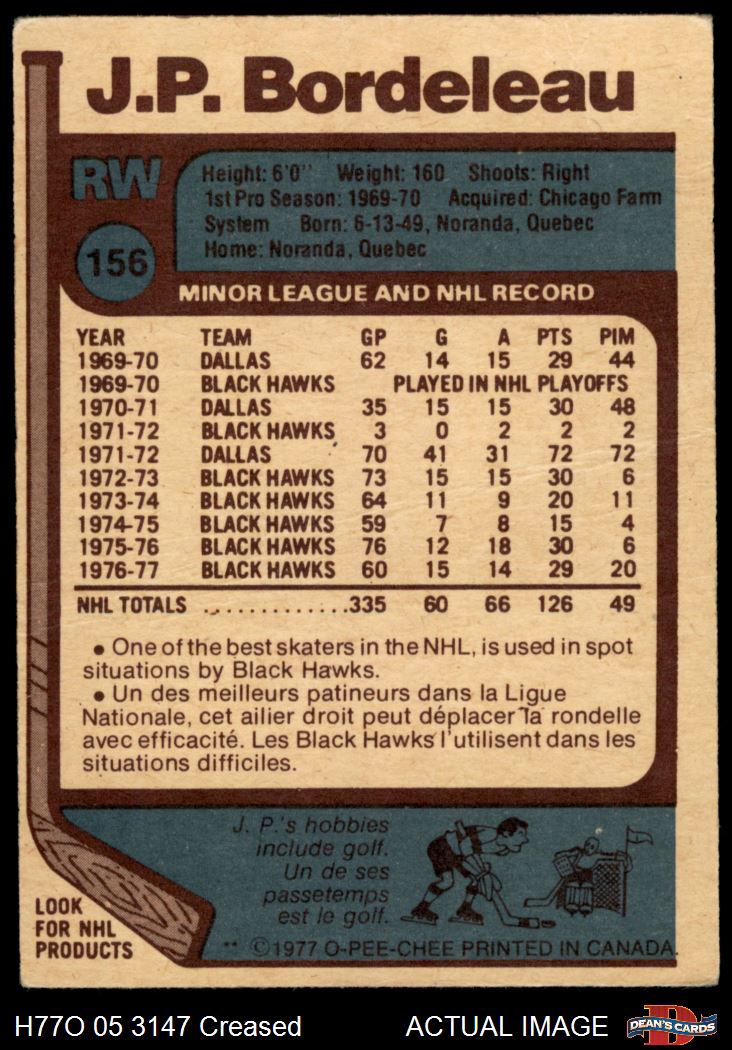 J.P. Bordeleau
RW
156
Height: 6'0" Weight: 160 Shoots: Right
1st Pro Season: 1969-70 Acquired: Chicago Farm
System Born: 6-13-49, Noranda, Quebec
Home: Noranda, Quebec
MINOR LEAGUE AND NHL RECORD
YEAR TEAM GP G A PTS PIM
1969-70 DALLAS 62 14 15 29 44
1969-70 BLACK HAWKS PLAYED IN NHL PLAYOFFS
1970-71 DALLAS 35 15 15 30 48
1971-72 BLACK HAWKS 3 0 2 2 2
1971-72 DALLAS 70 41 31 72 72
1972-73 BLACK HAWKS 73 15 15 30 6
1973-74 BLACK HAWKS 64 11 9 20 11
1974-75 BLACK HAWKS 59 7 8 15 4
1975-76 BLACK HAWKS 76 12 18 30 6
1976-77 BLACK HAWKS 60 15 14 29 20
NHL TOTALS .............335 60 66 126 49
• One of the best skaters in the NHL, is used in spot
situations by Black Hawks.
• Un des meilleurs patineurs dans la Ligue
Nationale, cet ailier droit peut déplacer la rondelle
avec efficacité. Les Black Hawks l'utilisent dans les
situations difficiles.
J. P.'s hobbies
include golf.
Un de ses
passetemps
est le golf.
LOOK
FOR NHL
PRODUCTS
** ©1977 O-PEE-CHEE PRINTED IN CANADA.
H77O 05 3147 Creased ACTUAL IMAGE
DEAN'S CARDS